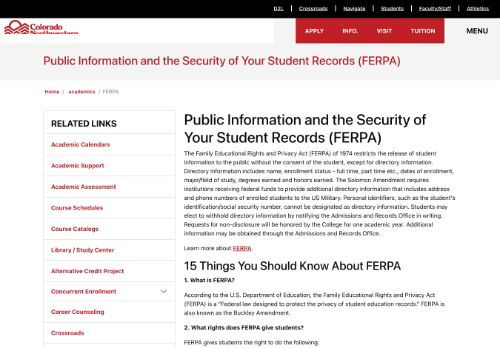 D2L Crossroads Navigate Students Faculty/Staff Athletics
Colorado
Northwestern
APPLY INFO. VISIT TUITION MENU
Public Information and the Security of Your Student Records (FERPA)
Home / academics / FERPA
RELATED LINKS
Academic Calendars
Academic Support
Academic Assessment
Course Schedules
Course Catalogs
Library / Study Center
Alternative Credit Project
Concurrent Enrollment
Career Counseling
Crossroads
Public Information and the Security of
Your Student Records (FERPA)
The Family Educational Rights and Privacy Act (FERPA) of 1974 restricts the release of student
information to the public without the consent of the student, except for directory information.
Directory information includes name, enrollment status - full time, part time etc., dates of enrollment,
major/field of study, degrees earned and honors earned. The Solomon Amendment requires
institutions receiving federal funds to provide additional directory information that includes address
and phone numbers of enrolled students to the US Military. Personal identifiers, such as the student's
identification/social security number, cannot be designated as directory information. Students may
elect to withhold directory information by notifying the Admissions and Records Office in writing.
Requests for non-disclosure will be honored by the College for one academic year. Additional
information may be obtained through the Admissions and Records Office.
Learn more about FERPA.
15 Things You Should Know About FERPA
1. What is FERPA?
According to the U.S. Department of Education, the Family Educational Rights and Privacy Act
(FERPA) is a "Federal law designed to protect the privacy of student education records." FERPA is
also known as the Buckley Amendment.
2. What rights does FERPA give students?
FERPA gives students the right to do the following: